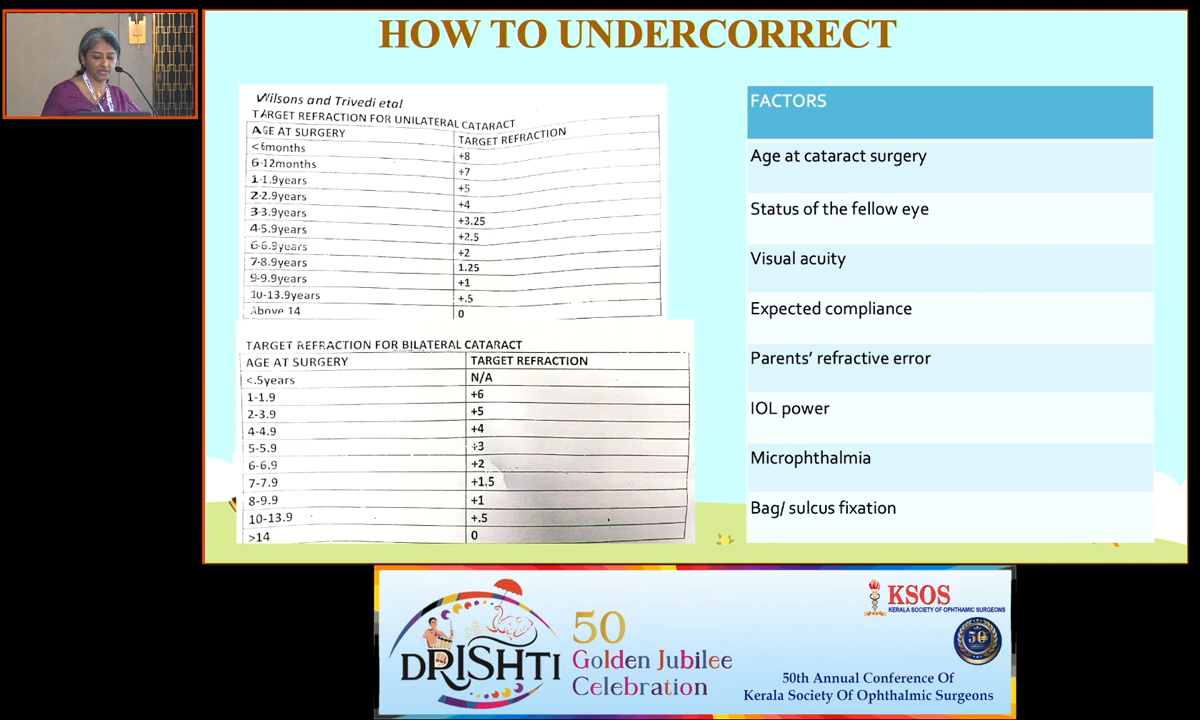 HOW TO UNDERCORRECT
Wilsons and Trivedi etal
TARGET REFRACTION FOR UNILATERAL CATARACT
AGE AT SURGERY TARGET REFRACTION
<6months +8
6-12months +7
1-1.9years +5
2-2.9years +4
3-3.9years +3.25
4-5.9years +2.5
6-6.9years +2
7-8.9years 1.25
9-9.9years +1
10-13.9years +.5
Above 14 0
TARGET REFRACTION FOR BILATERAL CATARACT
AGE AT SURGERY TARGET REFRACTION
<.5years N/A
1-1.9 +6
2-3.9 +5
4-4.9 +4
5-5.9 +3
6-6.9 +2
7-7.9 +1.5
8-9.9 +1
10-13.9 +.5
>14 0
FACTORS
Age at cataract surgery
Status of the fellow eye
Visual acuity
Expected compliance
Parents' refractive error
IOL power
Microphthalmia
Bag/ sulcus fixation
DRISHTI
50
Golden Jubilee
Celebration
KSOS
KERALA SOCIETY OF OPHTHAMIC SURGEONS
50
50th Annual Conference Of
Kerala Society Of Ophthalmic Surgeons